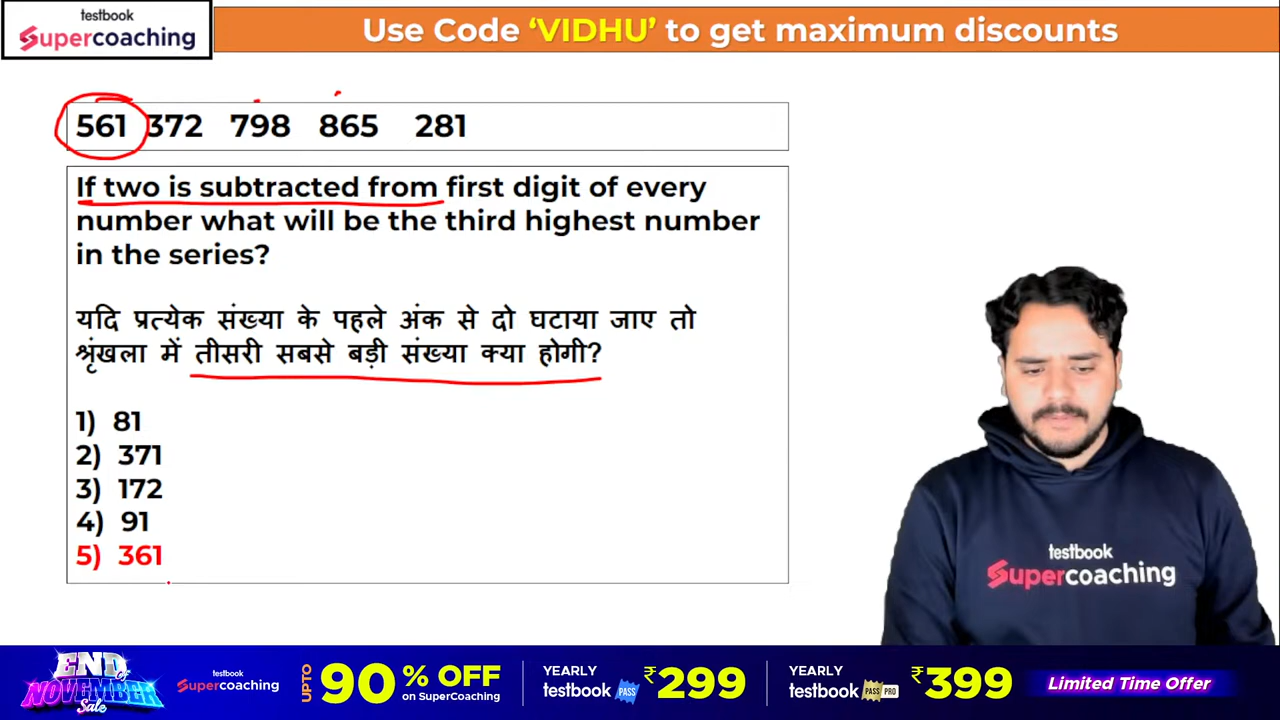 testbook
Supercoaching
Use Code ‘VIDHU’ to get maximum discounts
561 372 798 865 281
If two is subtracted from first digit of every
number what will be the third highest number
in the series?
यदि प्रत्येक संख्या के पहले अंक से दो घटाया जाए तो
श्रृंखला में तीसरी सबसे बड़ी संख्या क्या होगी?
1) 81
2) 371
3) 172
4) 91
5) 361
testbook
Supercoaching
END of
NOVEMBER
Sale
testbook
Supercoaching
UPTO 90% OFF
on SuperCoaching
YEARLY
testbook PASS ₹299
YEARLY
testbook PASS PRO ₹399
Limited Time Offer